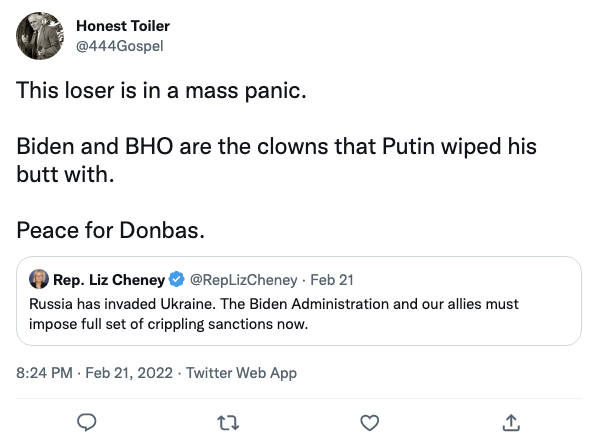 Honest Toiler
@444Gospel
This loser is in a mass panic.
Biden and BHO are the clowns that Putin wiped his
butt with.
Peace for Donbas.
Rep. Liz Cheney @RepLizCheney · Feb 21
Russia has invaded Ukraine. The Biden Administration and our allies must
impose full set of crippling sanctions now.
8:24 PM · Feb 21, 2022 · Twitter Web App